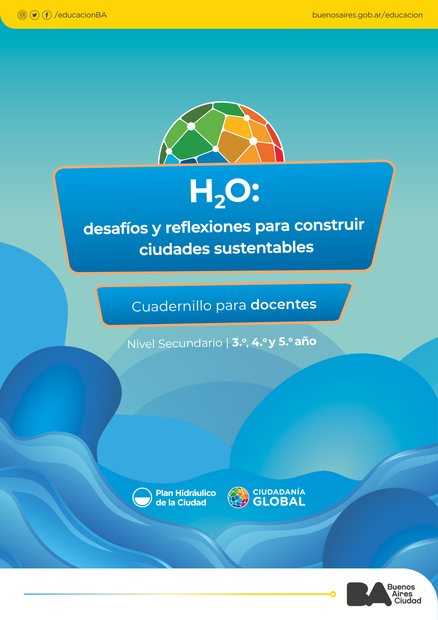 /educacionBA
buenosaires.gob.ar/educacion
H₂O:
desafíos y reflexiones para construir
ciudades sustentables
Cuadernillo para docentes
Nivel Secundario | 3.º, 4.º y 5.º año
Plan Hidráulico
de la Ciudad
CIUDADANÍA
GLOBAL
BA
Buenos
Aires
Ciudad